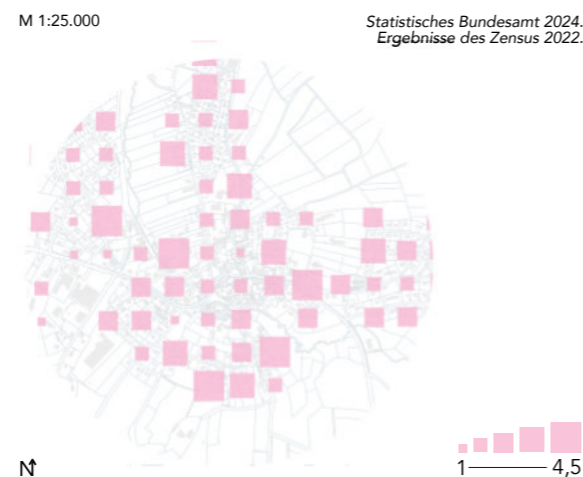 M 1:25.000
Statistisches Bundesamt 2024.
Ergebnisse des Zensus 2022.
N
1 4,5